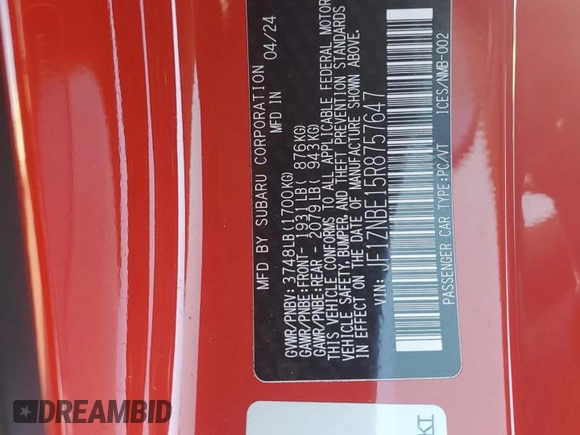 MFD BY SUBARU CORPORATION
MFD IN 04/24
GVWR/PNBV: 3748LB(1700KG)
GAWR/PNBE:FRONT- 1931LB( 876KG)
GAWR/PNBE:REAR - 2079LB( 943KG)
THIS VEHICLE CONFORMS TO ALL APPLICABLE FEDERAL MOTOR
VEHICLE SAFETY, BUMPER, AND THEFT PREVENTION STANDARDS
IN EFFECT ON THE DATE OF MANUFACTURE SHOWN ABOVE.
VIN: JF1ZNBE15R8757647
PASSENGER CAR TYPE:PC/VT ICES/NMB-002
DREAMBID